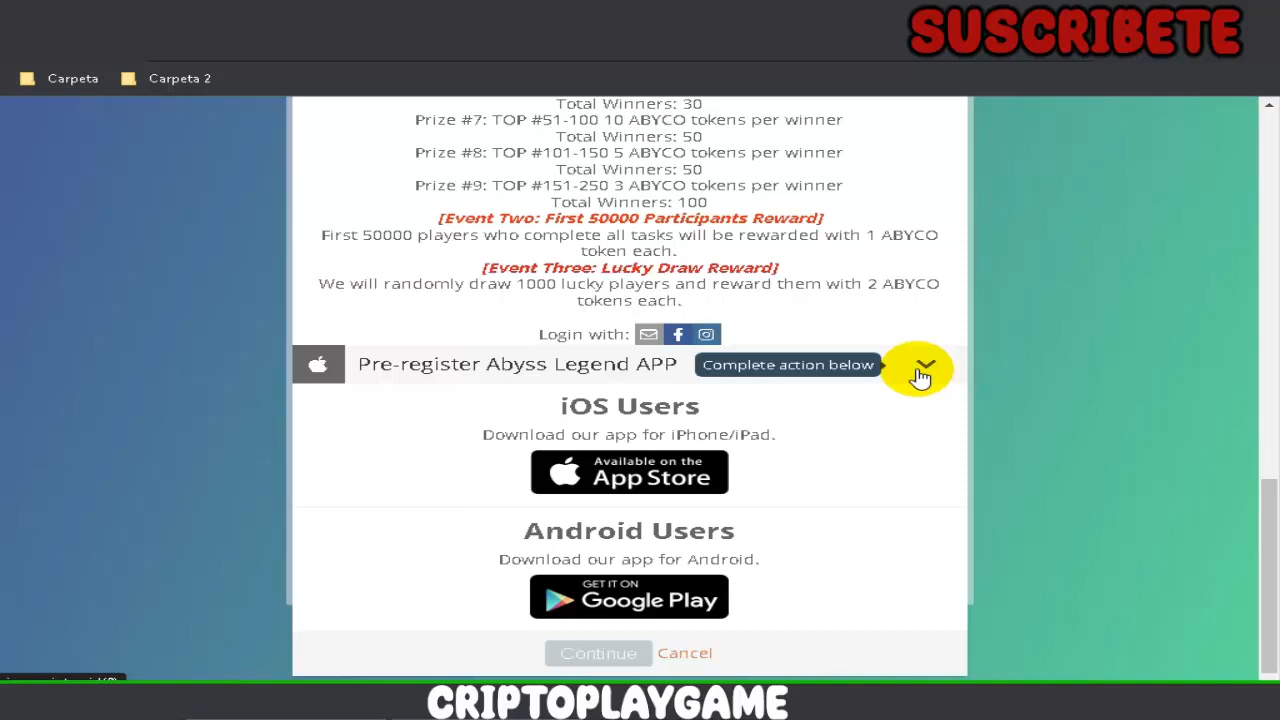 SUSCRIBETE
Carpeta
Carpeta 2
Total Winners: 30
Prize #7: TOP #51-100 10 ABYCO tokens per winner
Total Winners: 50
Prize #8: TOP #101-150 5 ABYCO tokens per winner
Total Winners: 50
Prize #9: TOP #151-250 3 ABYCO tokens per winner
Total Winners: 100
[Event Two: First 50000 Participants Reward]
First 50000 players who complete all tasks will be rewarded with 1 ABYCO
token each.
[Event Three: Lucky Draw Reward]
We will randomly draw 1000 lucky players and reward them with 2 ABYCO
tokens each.
Login with:
Pre-register Abyss Legend APP
Complete action below
iOS Users
Download our app for iPhone/iPad.
Available on the
App Store
Android Users
Download our app for Android.
GET IT ON
Google Play
Continue
Cancel
CRIPTOPLAYGAME